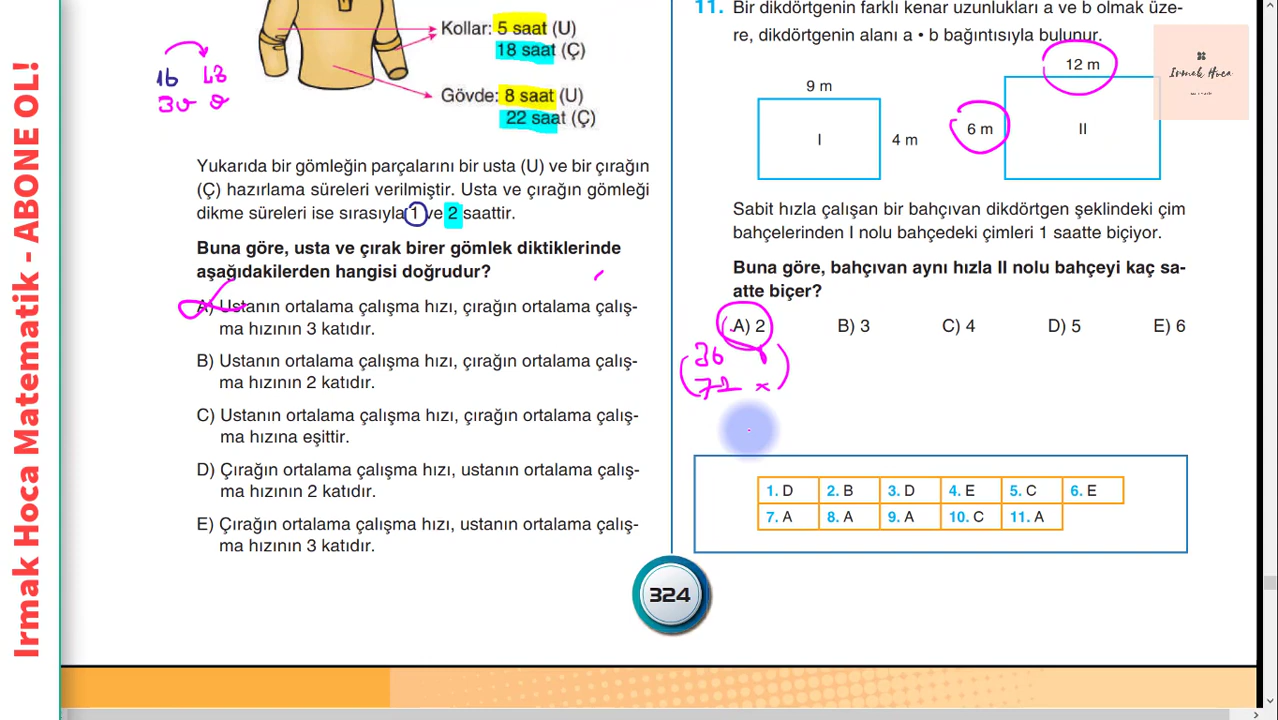 Irmak Hoca Matematik - ABONE OL!
Kollar: 5 saat (U)
18 saat (Ç)
Gövde: 8 saat (U)
22 saat (Ç)
16 48
30
Yukarıda bir gömleğin parçalarını bir usta (U) ve bir çırağın
(Ç) hazırlama süreleri verilmiştir. Usta ve çırağın gömleği
dikme süreleri ise sırasıyla 1 ve 2 saattir.
Buna göre, usta ve çırak birer gömlek diktiklerinde
aşağıdakilerden hangisi doğrudur?
A) Ustanın ortalama çalışma hızı, çırağın ortalama çalış-
ma hızının 3 katıdır.
B) Ustanın ortalama çalışma hızı, çırağın ortalama çalış-
ma hızının 2 katıdır.
C) Ustanın ortalama çalışma hızı, çırağın ortalama çalış-
ma hızına eşittir.
D) Çırağın ortalama çalışma hızı, ustanın ortalama çalış-
ma hızının 2 katıdır.
E) Çırağın ortalama çalışma hızı, ustanın ortalama çalış-
ma hızının 3 katıdır.
11. Bir dikdörtgenin farklı kenar uzunlukları a ve b olmak üze-
re, dikdörtgenin alanı a • b bağıntısıyla bulunur.
Irmak Hoca
9 m
I
4 m
12 m
6 m
II
Sabit hızla çalışan bir bahçıvan dikdörtgen şeklindeki çim
bahçelerinden I nolu bahçedeki çimleri 1 saatte biçiyor.
Buna göre, bahçıvan aynı hızla II nolu bahçeyi kaç sa-
atte biçer?
A) 2 B) 3 C) 4 D) 5 E) 6
36 1
72 x
1. D 2. B 3. D 4. E 5. C 6. E
7. A 8. A 9. A 10. C 11. A
324